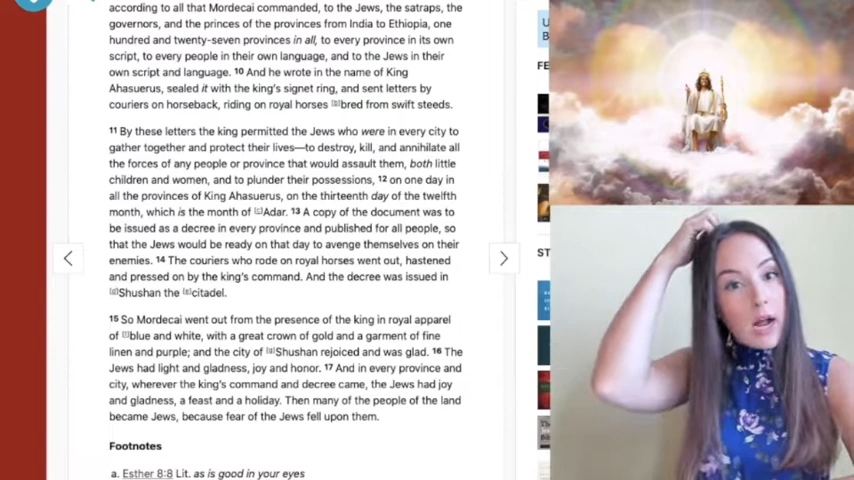 according to all that Mordecai commanded, to the Jews, the satraps, the
governors, and the princes of the provinces from India to Ethiopia, one
hundred and twenty-seven provinces in all, to every province in its own
script, to every people in their own language, and to the Jews in their
own script and language. 10 And he wrote in the name of King
Ahasuerus, sealed it with the king's signet ring, and sent letters by
couriers on horseback, riding on royal horses bred from swift steeds.
11 By these letters the king permitted the Jews who were in every city to
gather together and protect their lives—to destroy, kill, and annihilate all
the forces of any people or province that would assault them, both little
children and women, and to plunder their possessions, 12 on one day in
all the provinces of King Ahasuerus, on the thirteenth day of the twelfth
month, which is the month of [c]Adar. 13 A copy of the document was to
be issued as a decree in every province and published for all people, so
that the Jews would be ready on that day to avenge themselves on their
enemies. 14 The couriers who rode on royal horses went out, hastened
and pressed on by the king's command. And the decree was issued in
[d]Shushan the [e]citadel.
15 So Mordecai went out from the presence of the king in royal apparel
of [f]blue and white, with a great crown of gold and a garment of fine
linen and purple; and the city of [g]Shushan rejoiced and was glad. 16 The
Jews had light and gladness, joy and honor. 17 And in every province and
city, wherever the king's command and decree came, the Jews had joy
and gladness, a feast and a holiday. Then many of the people of the land
became Jews, because fear of the Jews fell upon them.
Footnotes
a. Esther 8:8 Lit. as is good in your eyes
U
B
FE
ST